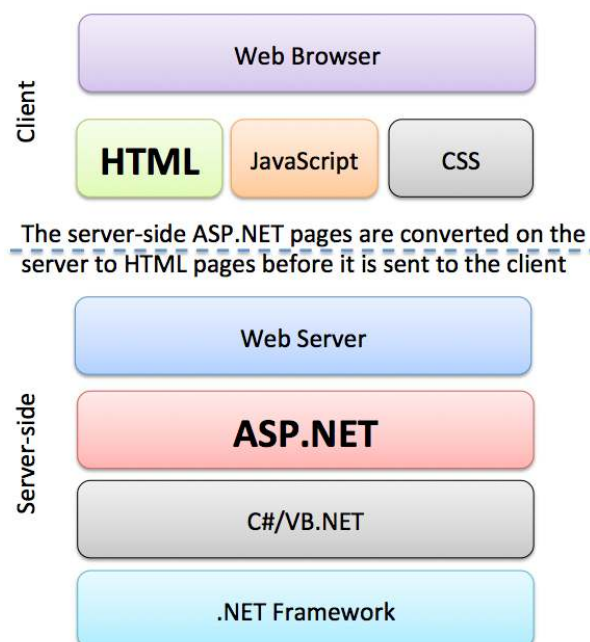 Web Browser
Client
HTML
JavaScript
CSS
The server-side ASP.NET pages are converted on the
server to HTML pages before it is sent to the client
Web Server
Server-side
ASP.NET
C#/VB.NET
.NET Framework